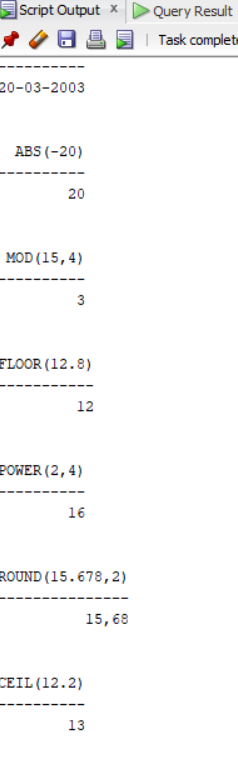 Script Output x Query Result
Task complete
----------
20-03-2003
ABS(-20)
----------
20
MOD(15,4)
----------
3
FLOOR(12.8)
-----------
12
POWER(2,4)
----------
16
ROUND(15.678,2)
---------------
15,68
CEIL(12.2)
----------
13